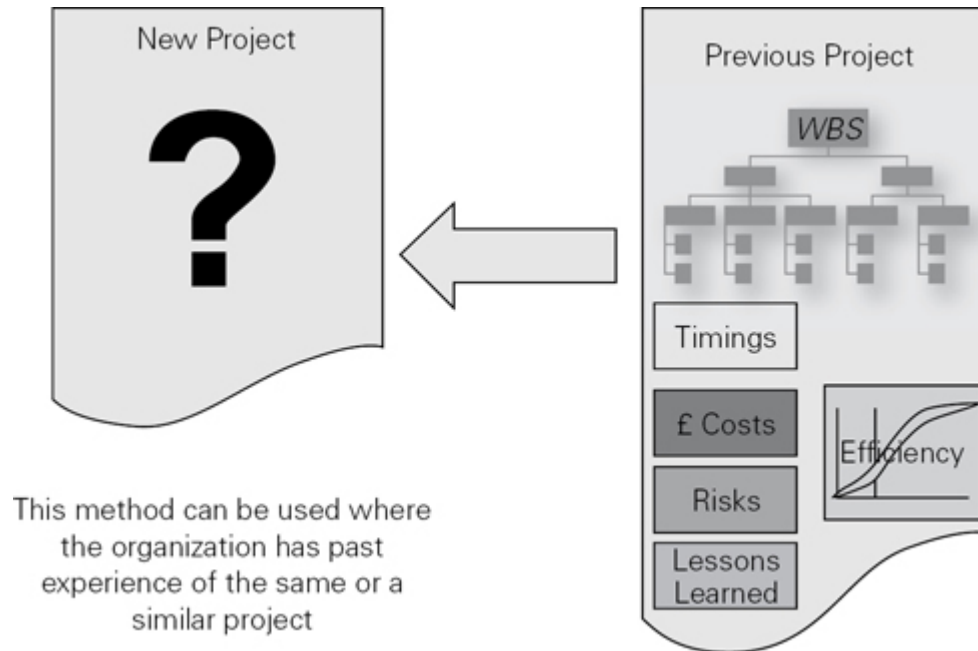 New Project
?
This method can be used where
the organization has past
experience of the same or a
similar project
Previous Project
WBS
Timings
£ Costs
Efficiency
Risks
Lessons
Learned